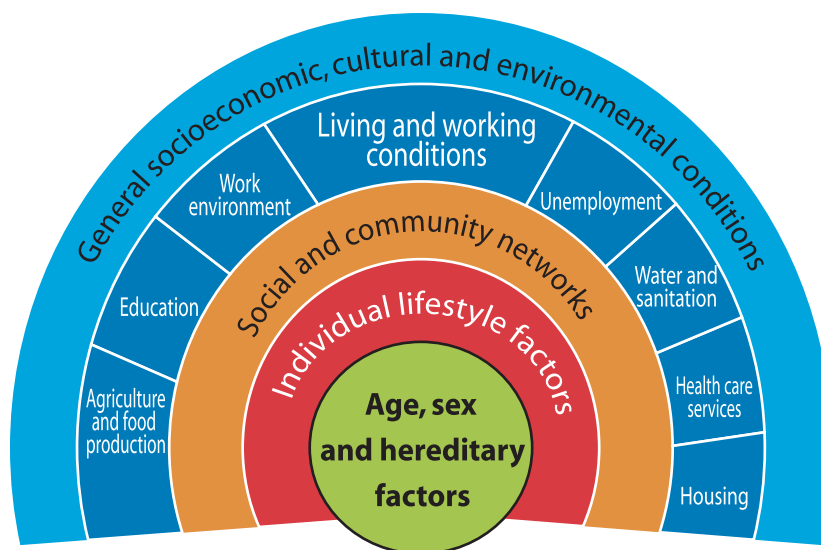 General socioeconomic, cultural and environmental conditions
Living and working
conditions
Work
environment
Unemployment
Education
Water and
sanitation
Agriculture
and food
production
Health care
services
Housing
Social and community networks
Individual lifestyle factors
Age, sex
and hereditary
factors